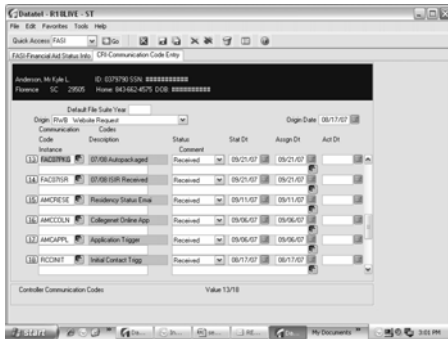 Datatel - R18LIVE - ST
File Edit Favorites Tools Help
Quick Access FASI Go
FASI-Financial Aid Status Info CRI-Communication Code Entry
Anderson, Mr Kyle L. ID: 0379790 SSN: ##########
Florence SC 29505 Home: 843-662-4575 DOB: ##########
Default File Suite Year
Origin RWB Website Request Origin Date 08/17/07
Communication Codes
Code Description Status Stat Dt Assgn Dt Act Dt
Instance Comment
13 FAC07PKG 07/08 Autopackaged Received 09/21/07 09/21/07
14 FAC07ISR 07/08 ISIR Received Received 09/21/07 09/21/07
15 AMCRESE Residency Status Emai Received 09/11/07 09/11/07
16 AMCCOLN Collegenet Online App Received 09/06/07 09/06/07
17 AMCAPPL Application Trigger Received 09/06/07 09/06/07
18 RCCINIT Initial Contact Trigg Received 08/17/07 08/17/07
Controller Communication Codes Value 13/18
start Da... In... se... RE... Da... My Documents 3:01 PM